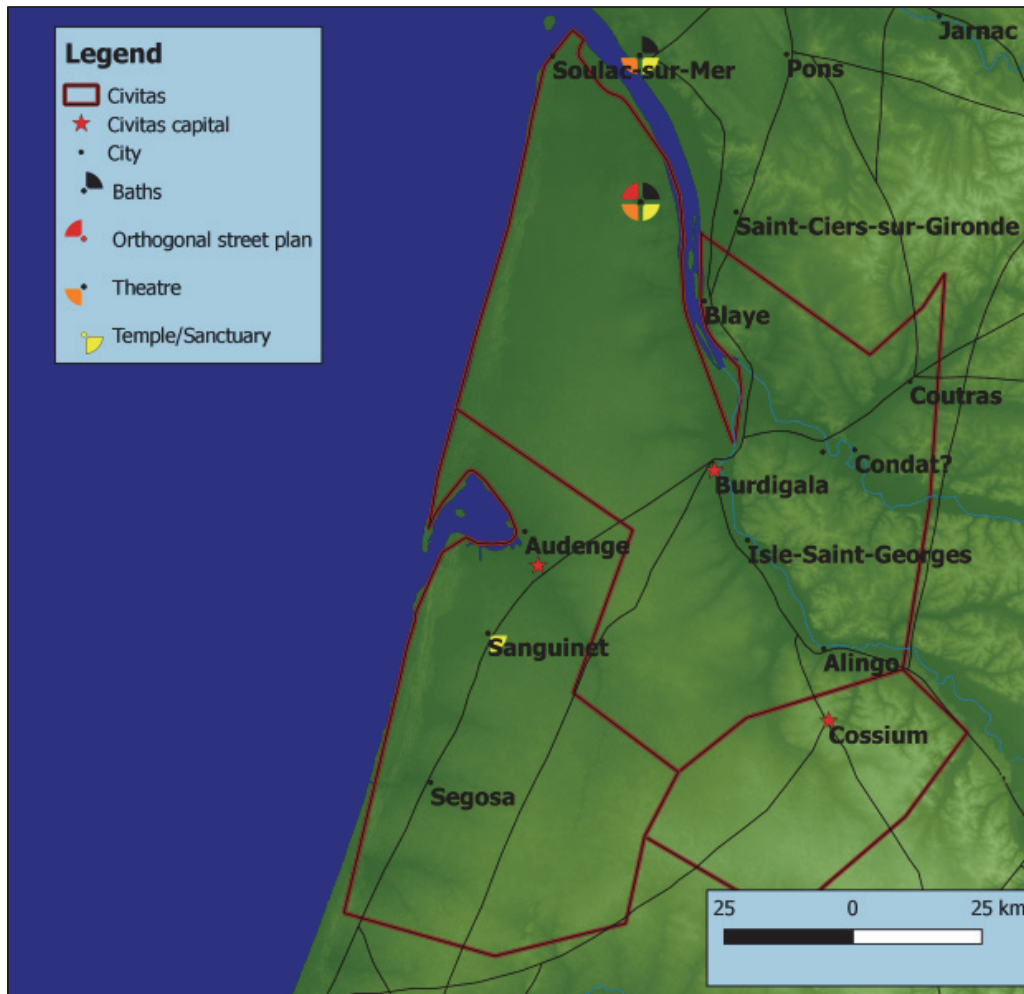 Legend
Civitas
Civitas capital
City
Baths
Orthogonal street plan
Theatre
Temple/Sanctuary
Jarnac
Soulac-sur-Mer
Pons
Saint-Ciers-sur-Gironde
Blaye
Coutras
Condat?
Burdigala
Audenge
Isle-Saint-Georges
Sanguinet
Alingo
Cossium
Segosa
25 0 25 km